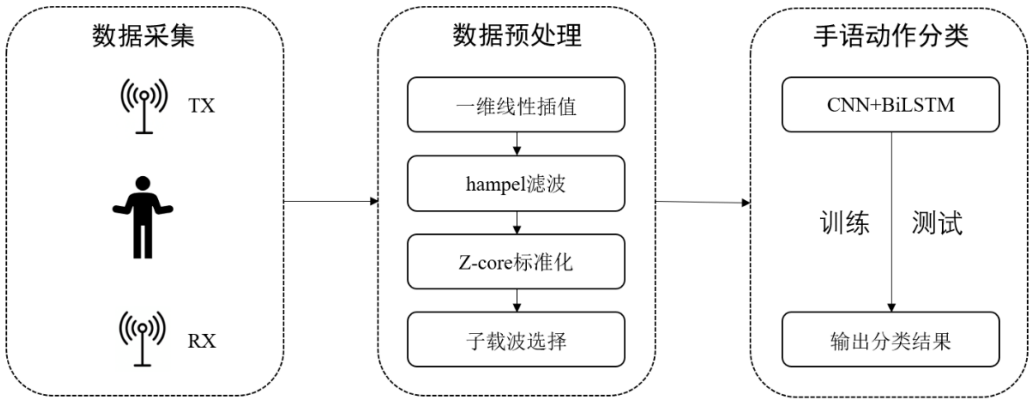 数据采集
TX
RX
数据预处理
一维线性插值
hampel滤波
Z-core标准化
子载波选择
手语动作分类
CNN+BiLSTM
训练
测试
输出分类结果